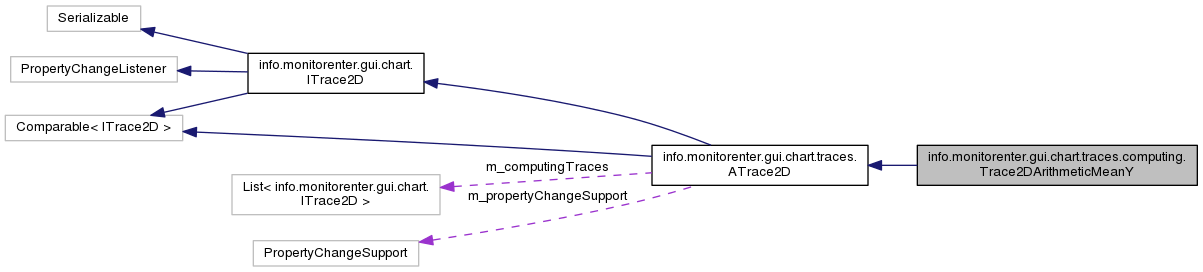 Serializable
PropertyChangeListener
Comparable< ITrace2D >
info.monitorenter.gui.chart.
ITrace2D
List< info.monitorenter.gui.chart.
ITrace2D >
PropertyChangeSupport
m_computingTraces
m_propertyChangeSupport
info.monitorenter.gui.chart.traces.
ATrace2D
info.monitorenter.gui.chart.traces.computing.
Trace2DArithmeticMeanY